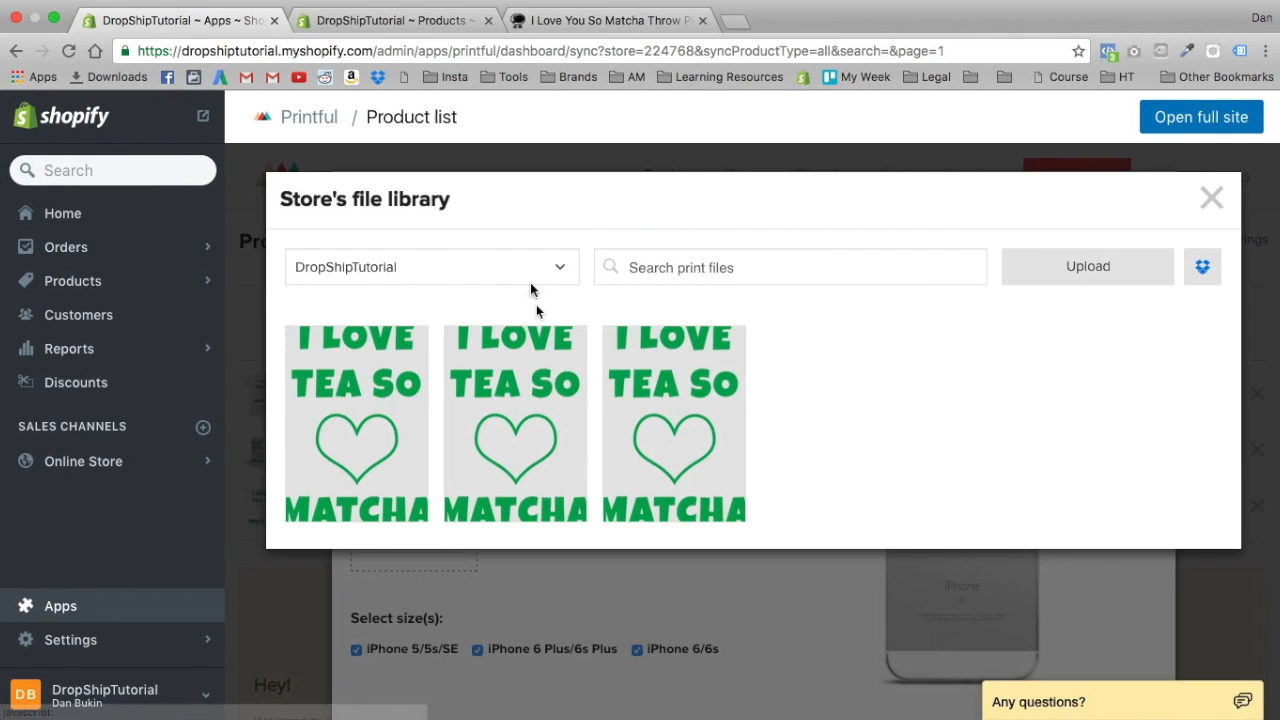 DropShipTutorial ~ Apps ~ Sho
DropShipTutorial ~ Products ~
I Love You So Matcha Throw P
Dan
https://dropshiptutorial.myshopify.com/admin/apps/printful/dashboard/sync?store=224768&syncProductType=all&search=&page=1
Apps
Downloads
Insta
Tools
Brands
AM
Learning Resources
My Week
Legal
Course
HT
Other Bookmarks
shopify
Printful / Product list
Open full site
Search
Home
Orders
Products
Customers
Reports
Discounts
SALES CHANNELS
Online Store
Apps
Settings
DB
DropShipTutorial
Dan Bukin
javascript:
Store's file library
DropShipTutorial
Search print files
Upload
I LOVE
TEA SO
MATCHA
I LOVE
TEA SO
MATCHA
I LOVE
TEA SO
MATCHA
iPhone
Select size(s):
iPhone 5/5s/SE
iPhone 6 Plus/6s Plus
iPhone 6/6s
Hey!
Any questions?